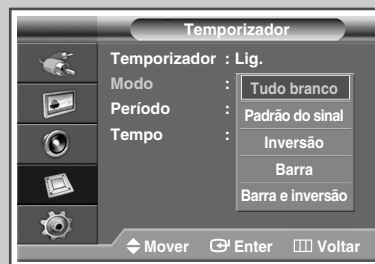 Temporizador
Temporizador : Lig.
Modo :
Tudo branco
Padrão do sinal
Inversão
Barra
Barra e inversão
Período :
Tempo :
Mover Enter Voltar